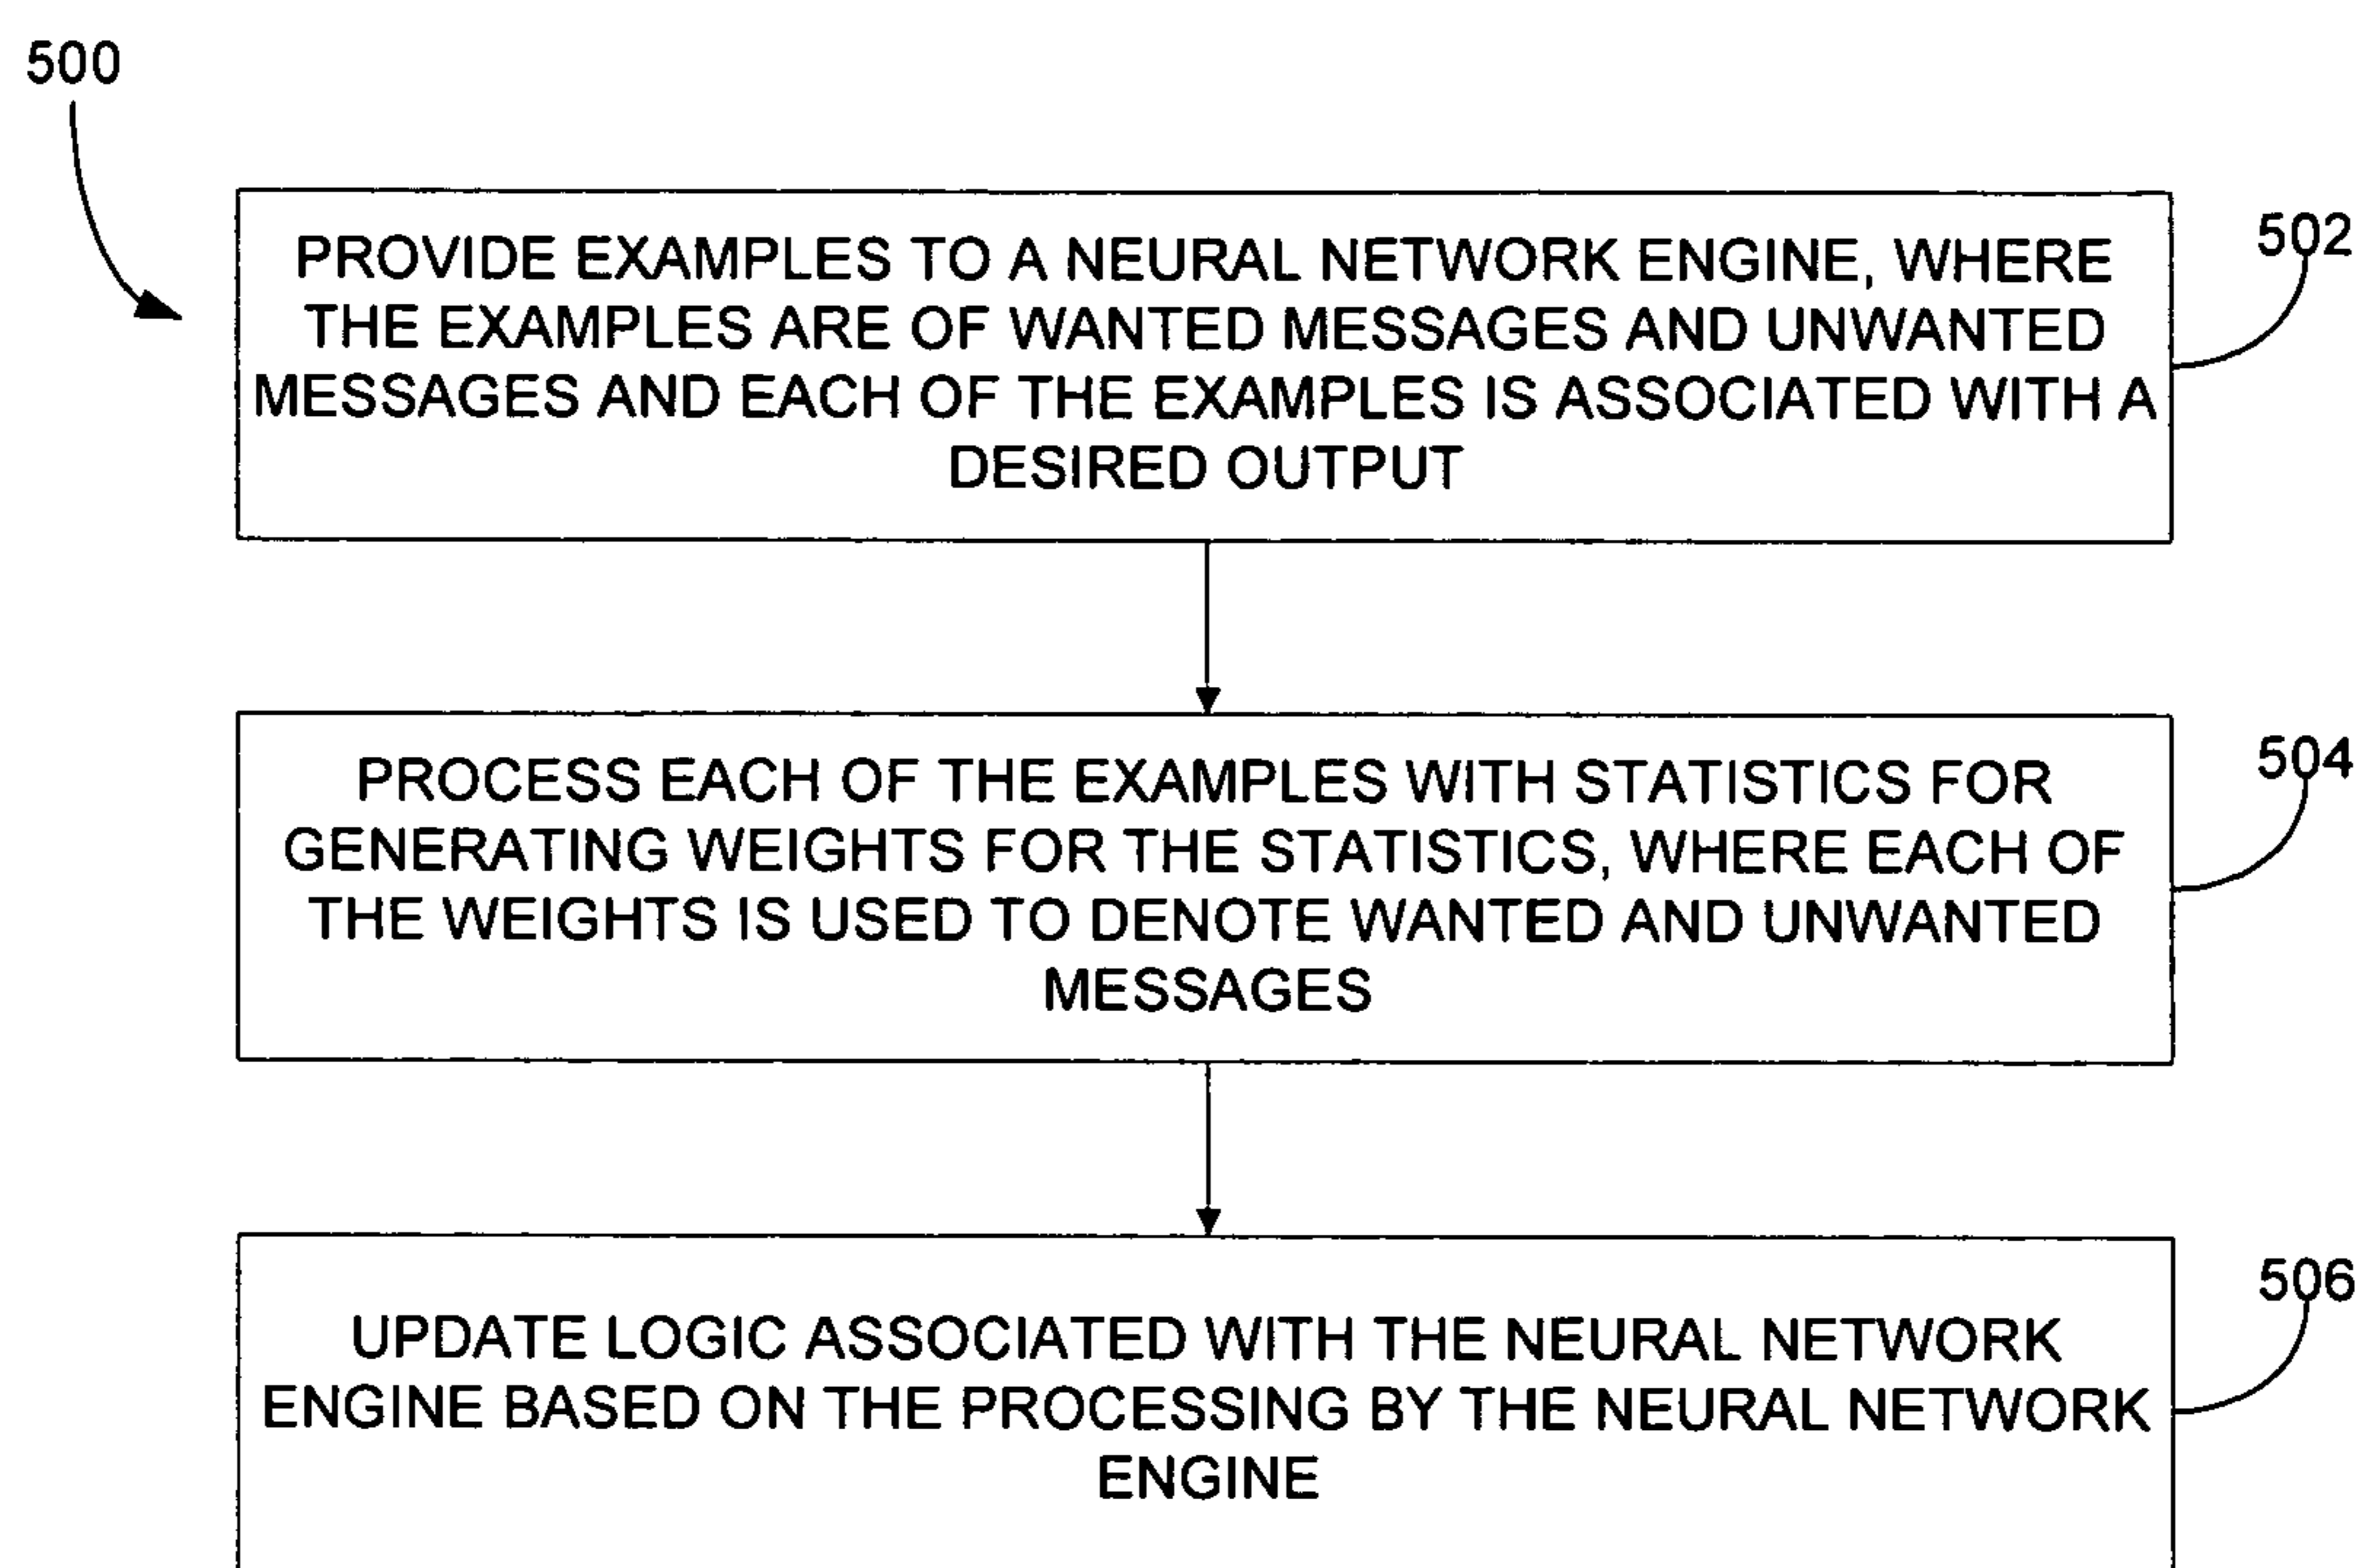 500
502
PROVIDE EXAMPLES TO A NEURAL NETWORK ENGINE, WHERE
THE EXAMPLES ARE OF WANTED MESSAGES AND UNWANTED
MESSAGES AND EACH OF THE EXAMPLES IS ASSOCIATED WITH A
DESIRED OUTPUT
504
PROCESS EACH OF THE EXAMPLES WITH STATISTICS FOR
GENERATING WEIGHTS FOR THE STATISTICS, WHERE EACH OF
THE WEIGHTS IS USED TO DENOTE WANTED AND UNWANTED
MESSAGES
506
UPDATE LOGIC ASSOCIATED WITH THE NEURAL NETWORK
ENGINE BASED ON THE PROCESSING BY THE NEURAL NETWORK
ENGINE